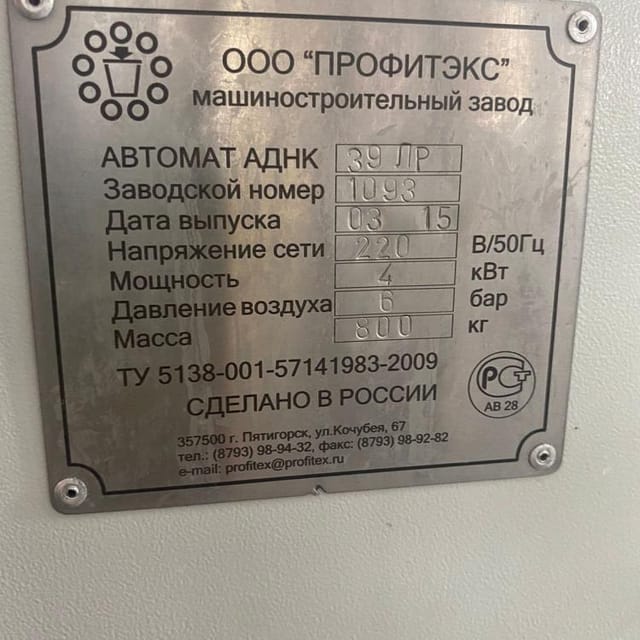 ООО "ПРОФИТЭКС"
машиностроительный завод
АВТОМАТ АДНК 39 ЛР
Заводской номер 1093
Дата выпуска 03 15
Напряжение сети 220 В/50Гц
Мощность 4 кВт
Давление воздуха 6 бар
Масса 800 кг
ТУ 5138-001-57141983-2009
СДЕЛАНО В РОССИИ
РСТ
АВ 28
357500 г. Пятигорск, ул.Кочубея, 67
тел.: (8793) 98-94-32, факс: (8793) 98-92-82
e-mail: profitex@profitex.ru